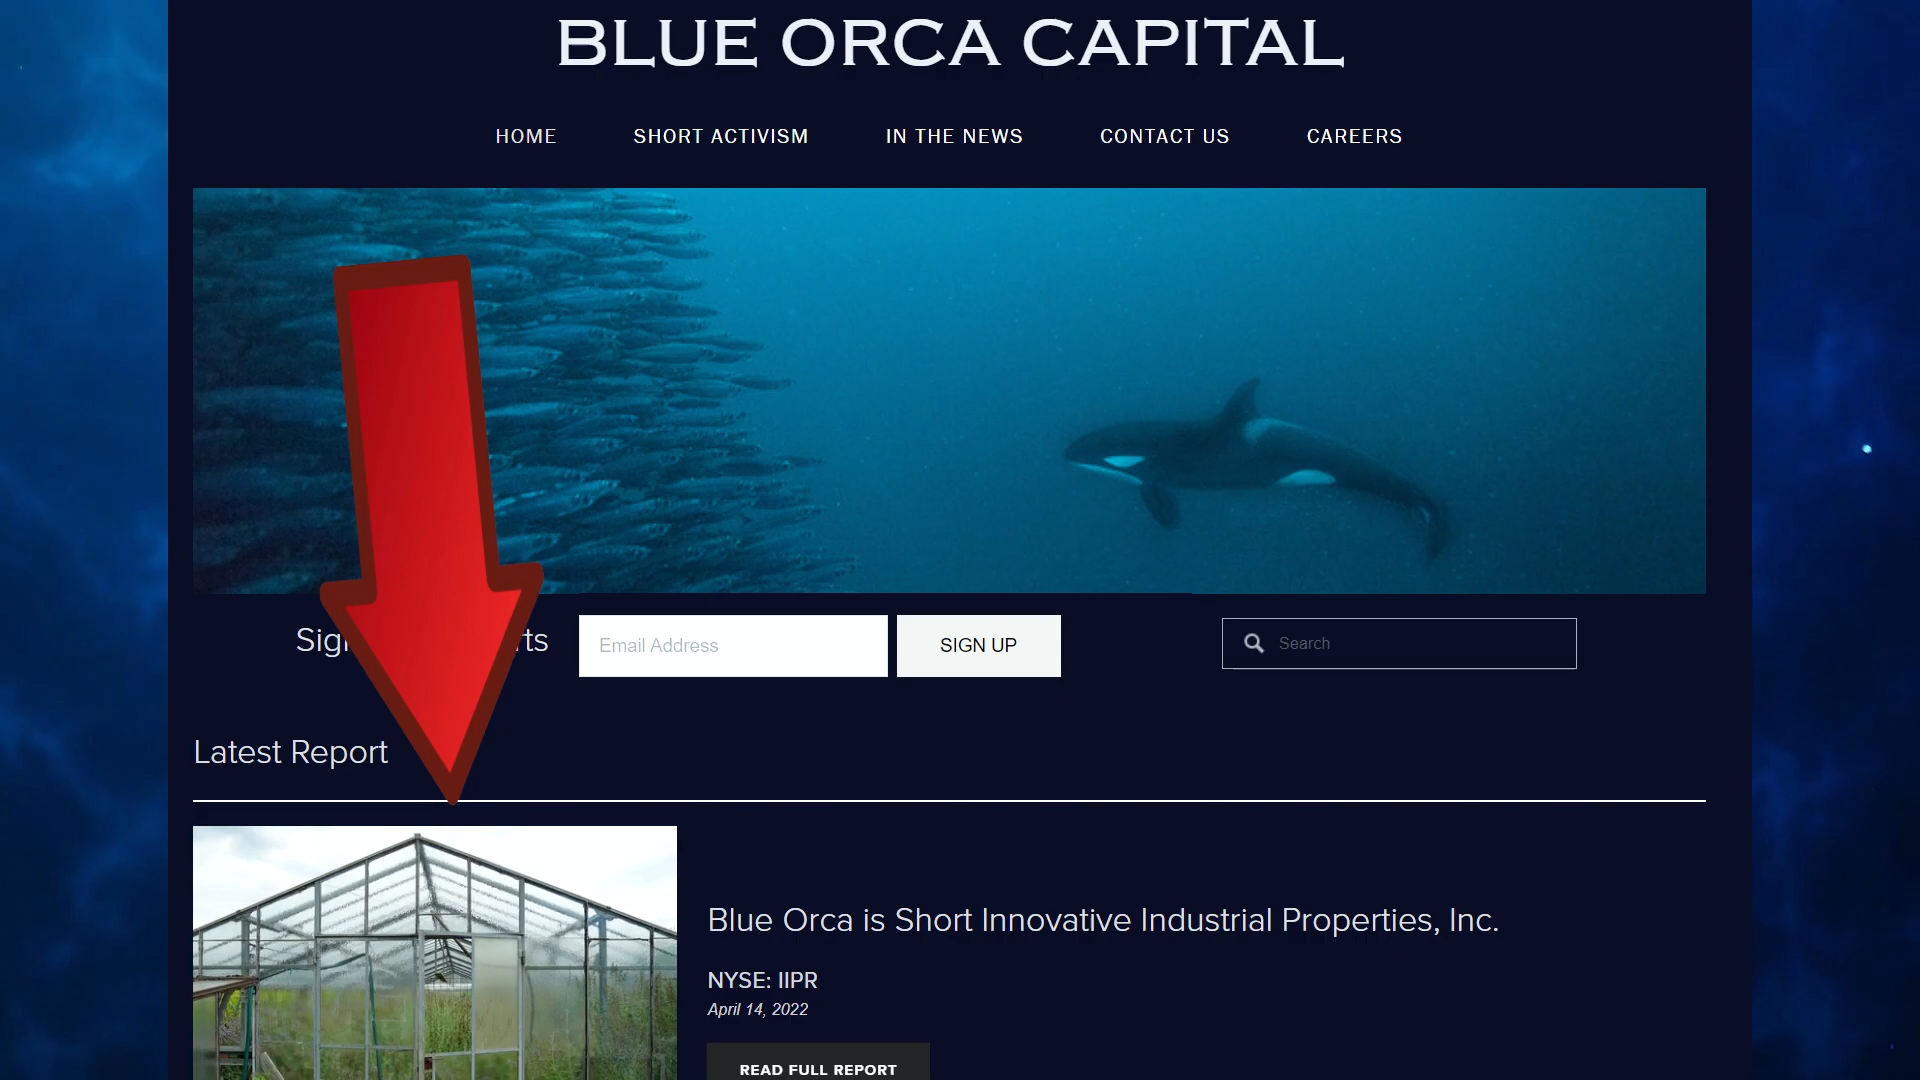 BLUE ORCA CAPITAL
HOME SHORT ACTIVISM IN THE NEWS CONTACT US CAREERS
Email Address SIGN UP Search
Latest Report
Blue Orca is Short Innovative Industrial Properties, Inc.
NYSE: IIPR
April 14, 2022
READ FULL REPORT